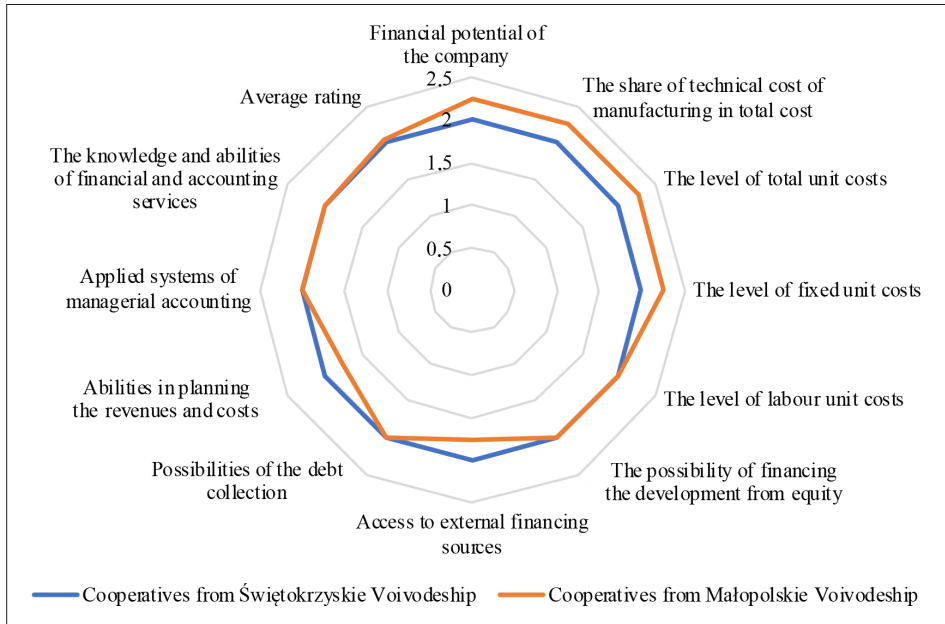 Financial potential of
the company
The share of technical cost of
manufacturing in total cost
The level of total unit costs
The level of fixed unit costs
The level of labour unit costs
The possibility of financing
the development from equity
Access to external financing
sources
Possibilities of the debt
collection
Abilities in planning
the revenues and costs
Applied systems of
managerial accounting
The knowledge and abilities
of financial and accounting
services
Average rating
2.5
2
1.5
1
0.5
0
Cooperatives from Świętokrzyskie Voivodeship
Cooperatives from Małopolskie Voivodeship